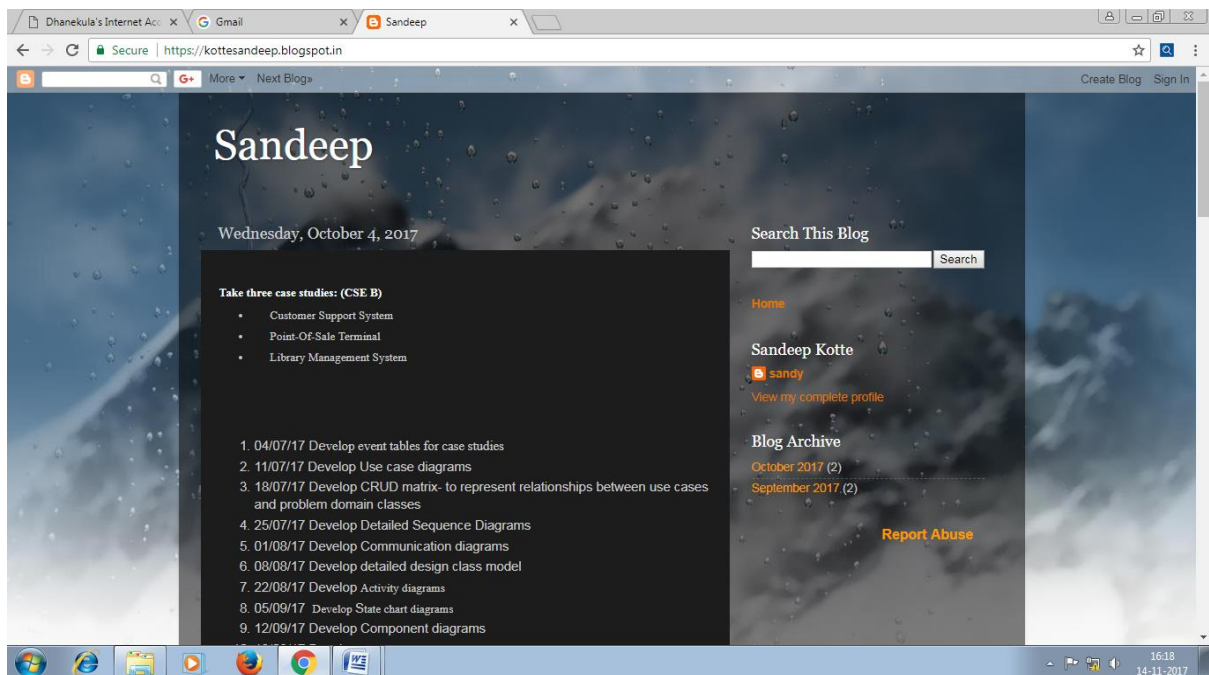 Dhanekula's Internet Acc
Gmail
Sandeep
Secure | https://kottesandeep.blogspot.in
G+ More Next Blog»
Create Blog Sign In
Sandeep
Wednesday, October 4, 2017
Take three case studies: (CSE B)
• Customer Support System
• Point-Of-Sale Terminal
• Library Management System
1. 04/07/17 Develop event tables for case studies
2. 11/07/17 Develop Use case diagrams
3. 18/07/17 Develop CRUD matrix- to represent relationships between use cases
and problem domain classes
4. 25/07/17 Develop Detailed Sequence Diagrams
5. 01/08/17 Develop Communication diagrams
6. 08/08/17 Develop detailed design class model
7. 22/08/17 Develop Activity diagrams
8. 05/09/17 Develop State chart diagrams
9. 12/09/17 Develop Component diagrams
Search This Blog
Search
Home
Sandeep Kotte
sandy
View my complete profile
Blog Archive
October 2017 (2)
September 2017 (2)
Report Abuse
16:18
14-11-2017